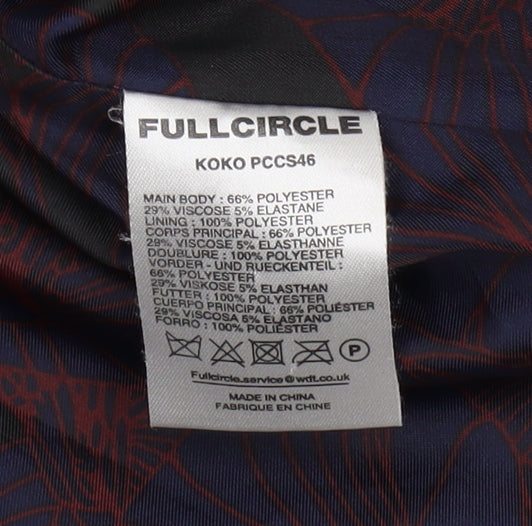 FULLCIRCLE
KOKO PCCS46
MAIN BODY : 66% POLYESTER
29% VISCOSE 5% ELASTANE
LINING : 100% POLYESTER
CORPS PRINCIPAL : 66% POLYESTER
29% VISCOSE 5% ELASTHANNE
DOUBLURE : 100% POLYESTER
VORDER - UND RUECKENTEIL :
66% POLYESTER
29% VISKOSE 5% ELASTHAN
FUTTER : 100% POLYESTER
CUERPO PRINCIPAL : 66% POLIÉSTER
29% VISCOSA 5% ELASTANO
FORRO : 100% POLIÉSTER
P
Fullcircle.service@wdt.co.uk
MADE IN CHINA
FABRIQUE EN CHINE